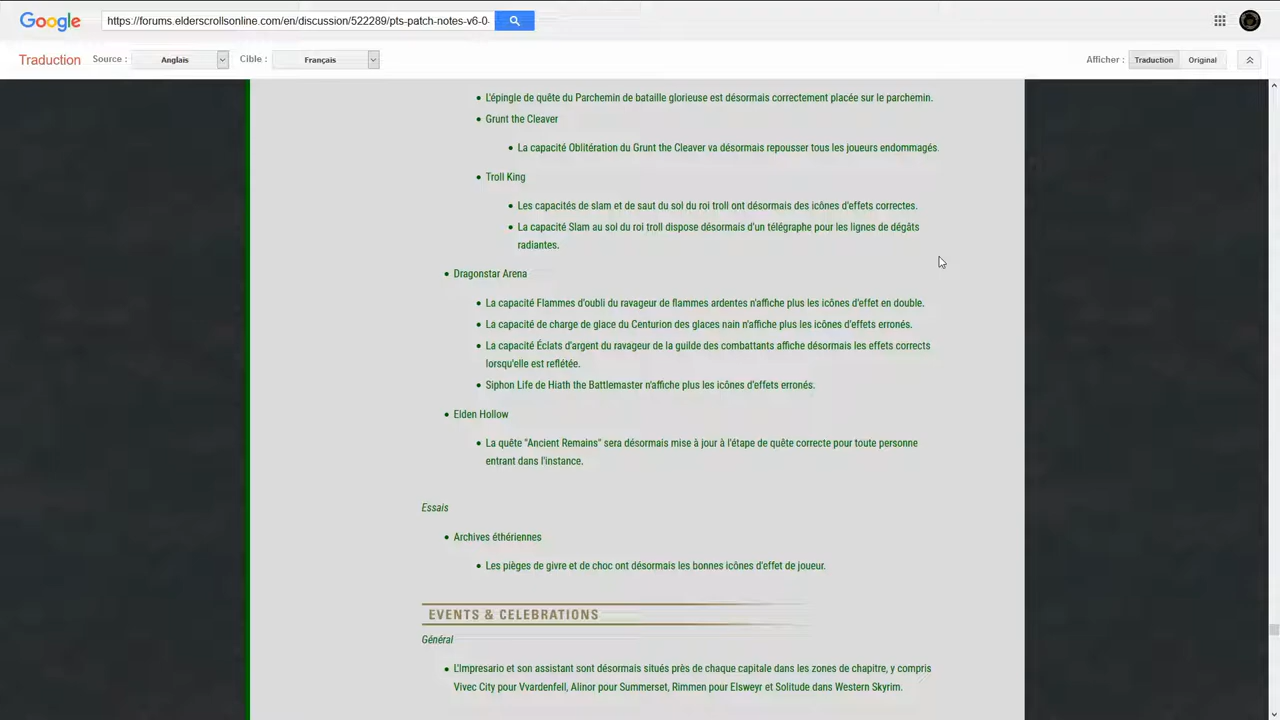 Google
https://forums.elderscrollsonline.com/en/discussion/522289/pts-patch-notes-v6-0-
Traduction Source : Anglais Cible : Français Afficher : Traduction Original
• L'épingle de quête du Parchemin de bataille glorieuse est désormais correctement placée sur le parchemin.
• Grunt the Cleaver
• La capacité Oblitération du Grunt the Cleaver va désormais repousser tous les joueurs endommagés.
• Troll King
• Les capacités de slam et de saut du sol du roi troll ont désormais des icônes d'effets correctes.
• La capacité Slam au sol du roi troll dispose désormais d'un télégraphe pour les lignes de dégâts
radiantes.
• Dragonstar Arena
• La capacité Flammes d'oubli du ravageur de flammes ardentes n'affiche plus les icônes d'effet en double.
• La capacité de charge de glace du Centurion des glaces nain n'affiche plus les icônes d'effets erronés.
• La capacité Éclats d'argent du ravageur de la guilde des combattants affiche désormais les effets corrects
lorsqu'elle est reflétée.
• Siphon Life de Hiath the Battlemaster n'affiche plus les icônes d'effets erronés.
• Elden Hollow
• La quête "Ancient Remains" sera désormais mise à jour à l'étape de quête correcte pour toute personne
entrant dans l'instance.
Essais
• Archives éthériennes
• Les pièges de givre et de choc ont désormais les bonnes icônes d'effet de joueur.
EVENTS & CELEBRATIONS
Général
• L'Impresario et son assistant sont désormais situés près de chaque capitale dans les zones de chapitre, y compris
Vivec City pour Vvardenfell, Alinor pour Summerset, Rimmen pour Elsweyr et Solitude dans Western Skyrim.